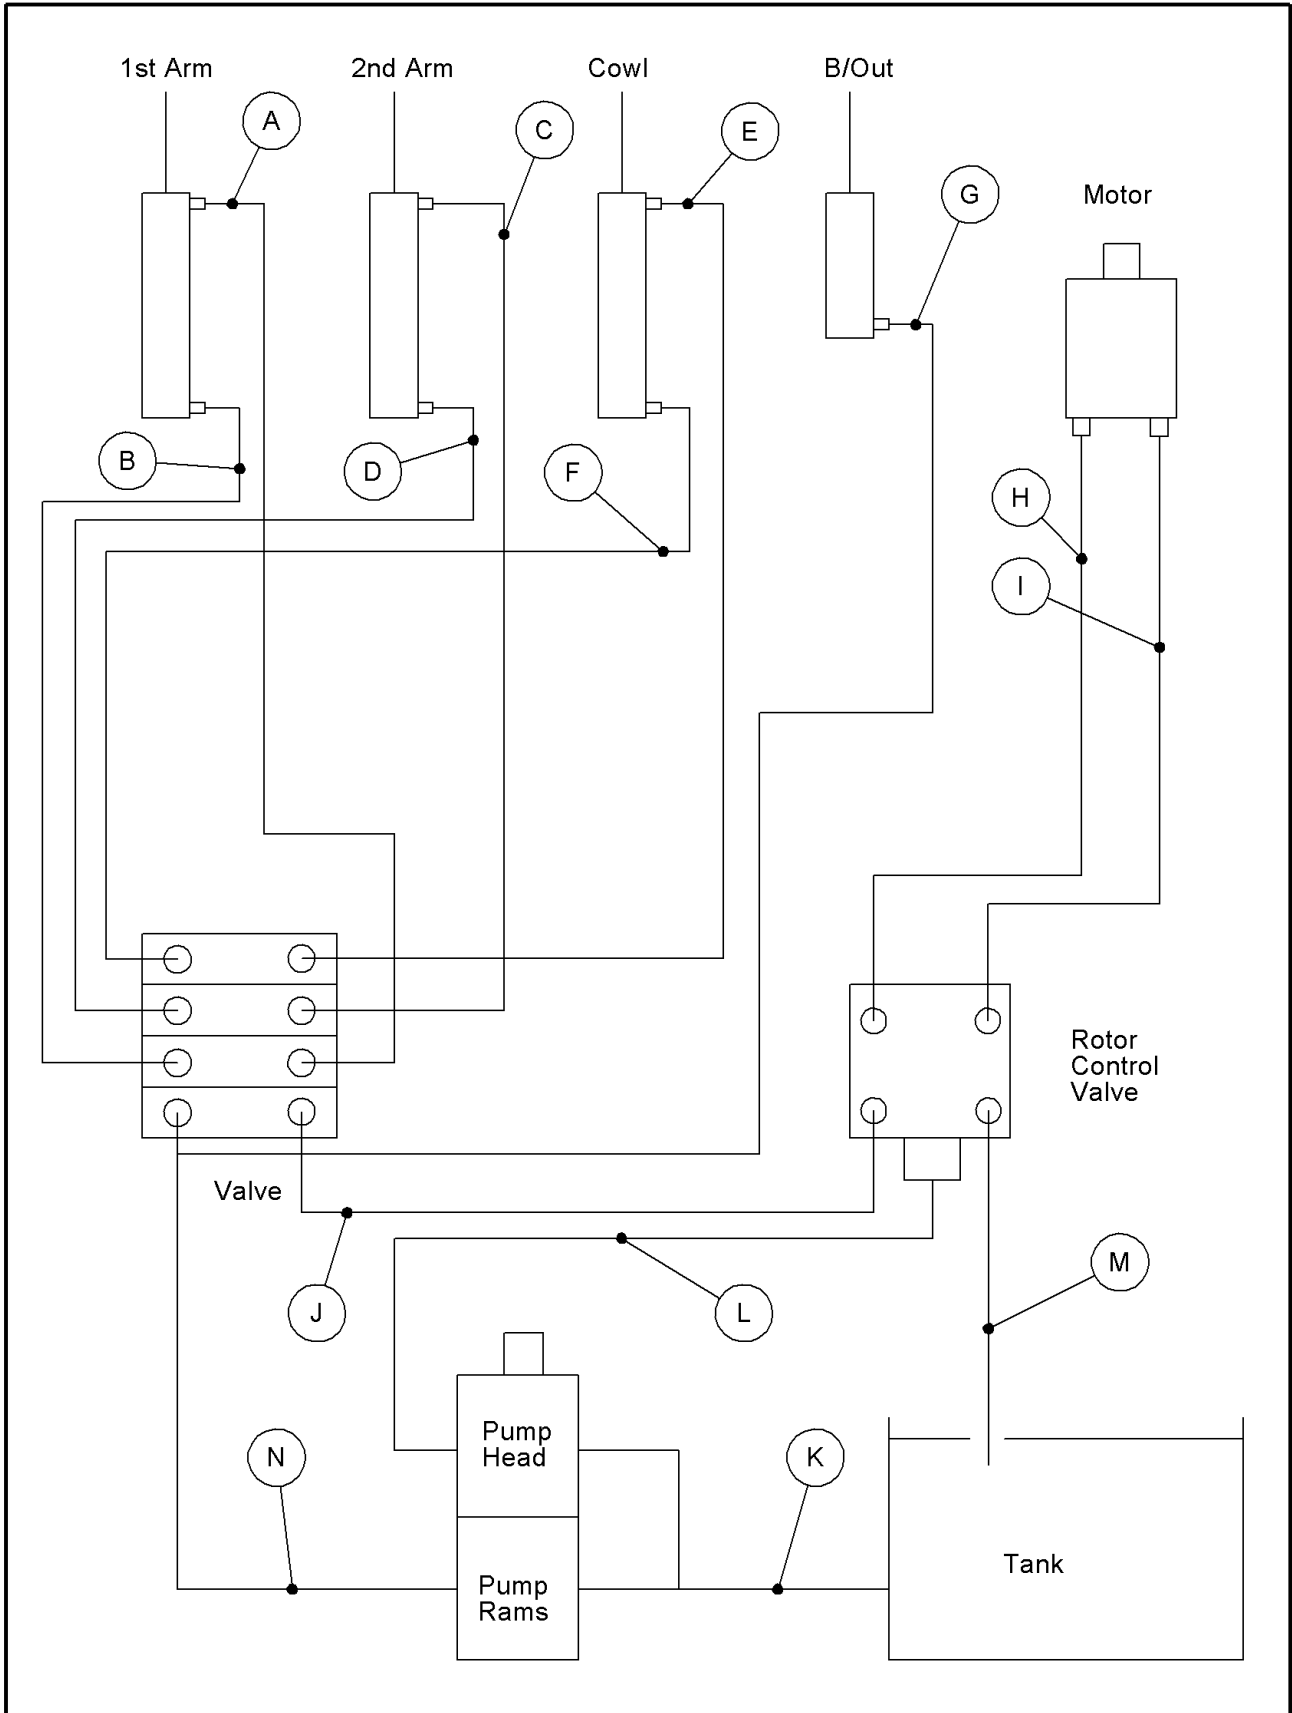 1st Arm
2nd Arm
Cowl
B/Out
A
C
E
G
Motor
B
D
F
H
I
Rotor
Control
Valve
Valve
J
L
M
Pump
Head
N
K
Pump
Rams
Tank